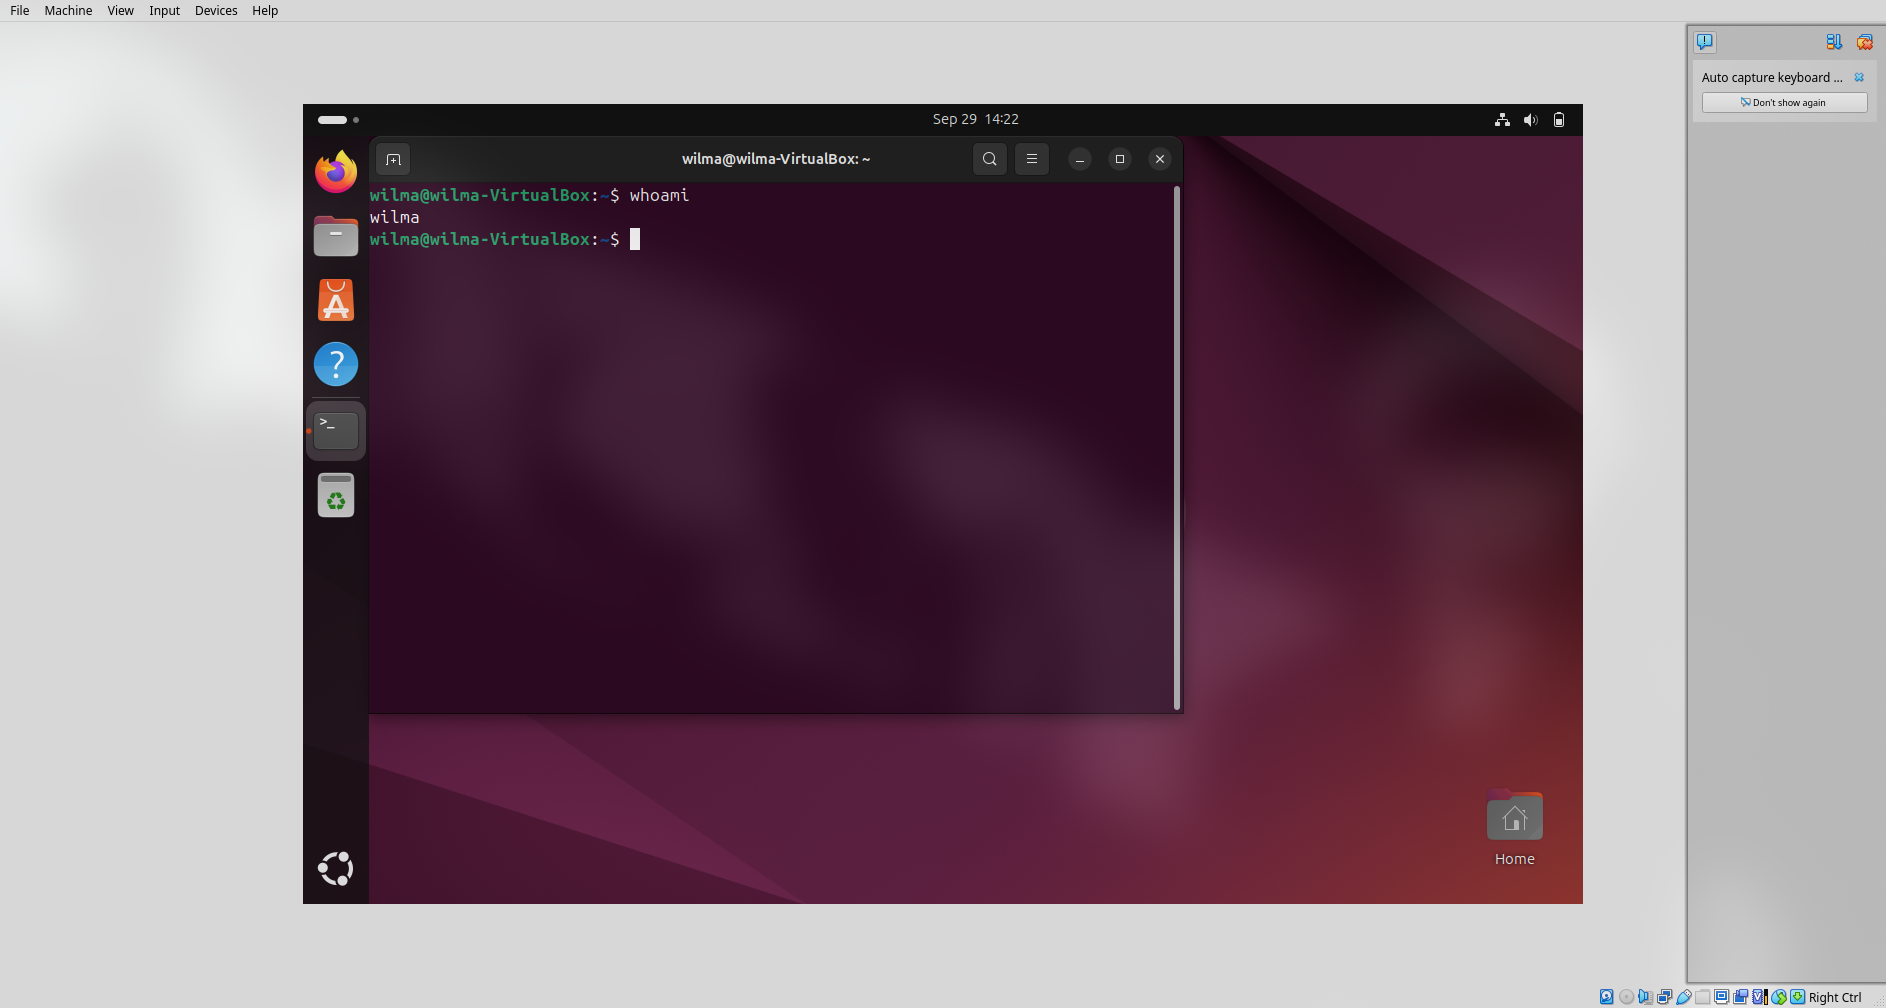 File Machine View Input Devices Help
Auto capture keyboard ...
Don't show again
Sep 29 14:22
wilma@wilma-VirtualBox: ~
wilma@wilma-VirtualBox:~$ whoami
wilma
wilma@wilma-VirtualBox:~$
>_
Home
Right Ctrl